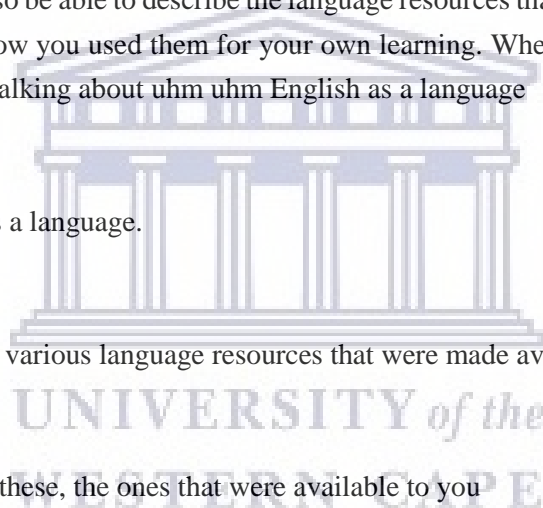 so be able to describe the language resources tha
ow you used them for your own learning. Whe
alking about uhm uhm English as a language
s a language.
various language resources that were made av
UNIVERSITY of the
these, the ones that were available to you
WESTERN CAPE